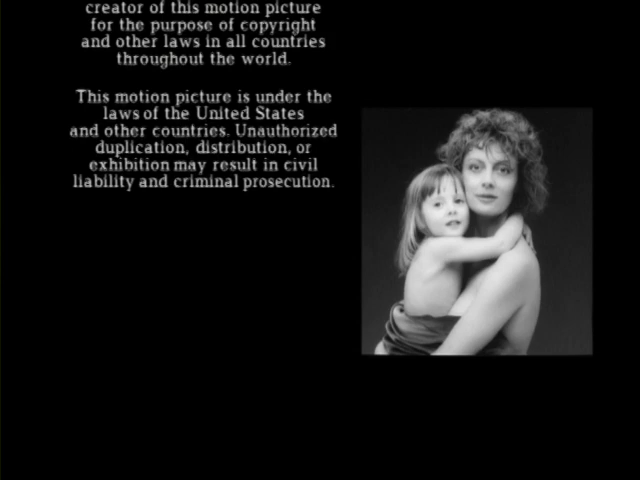 creator of this motion picture
for the purpose of copyright
and other laws in all countries
throughout the world.
This motion picture is under the
laws of the United States
and other countries. Unauthorized
duplication, distribution, or
exhibition may result in civil
liability and criminal prosecution.